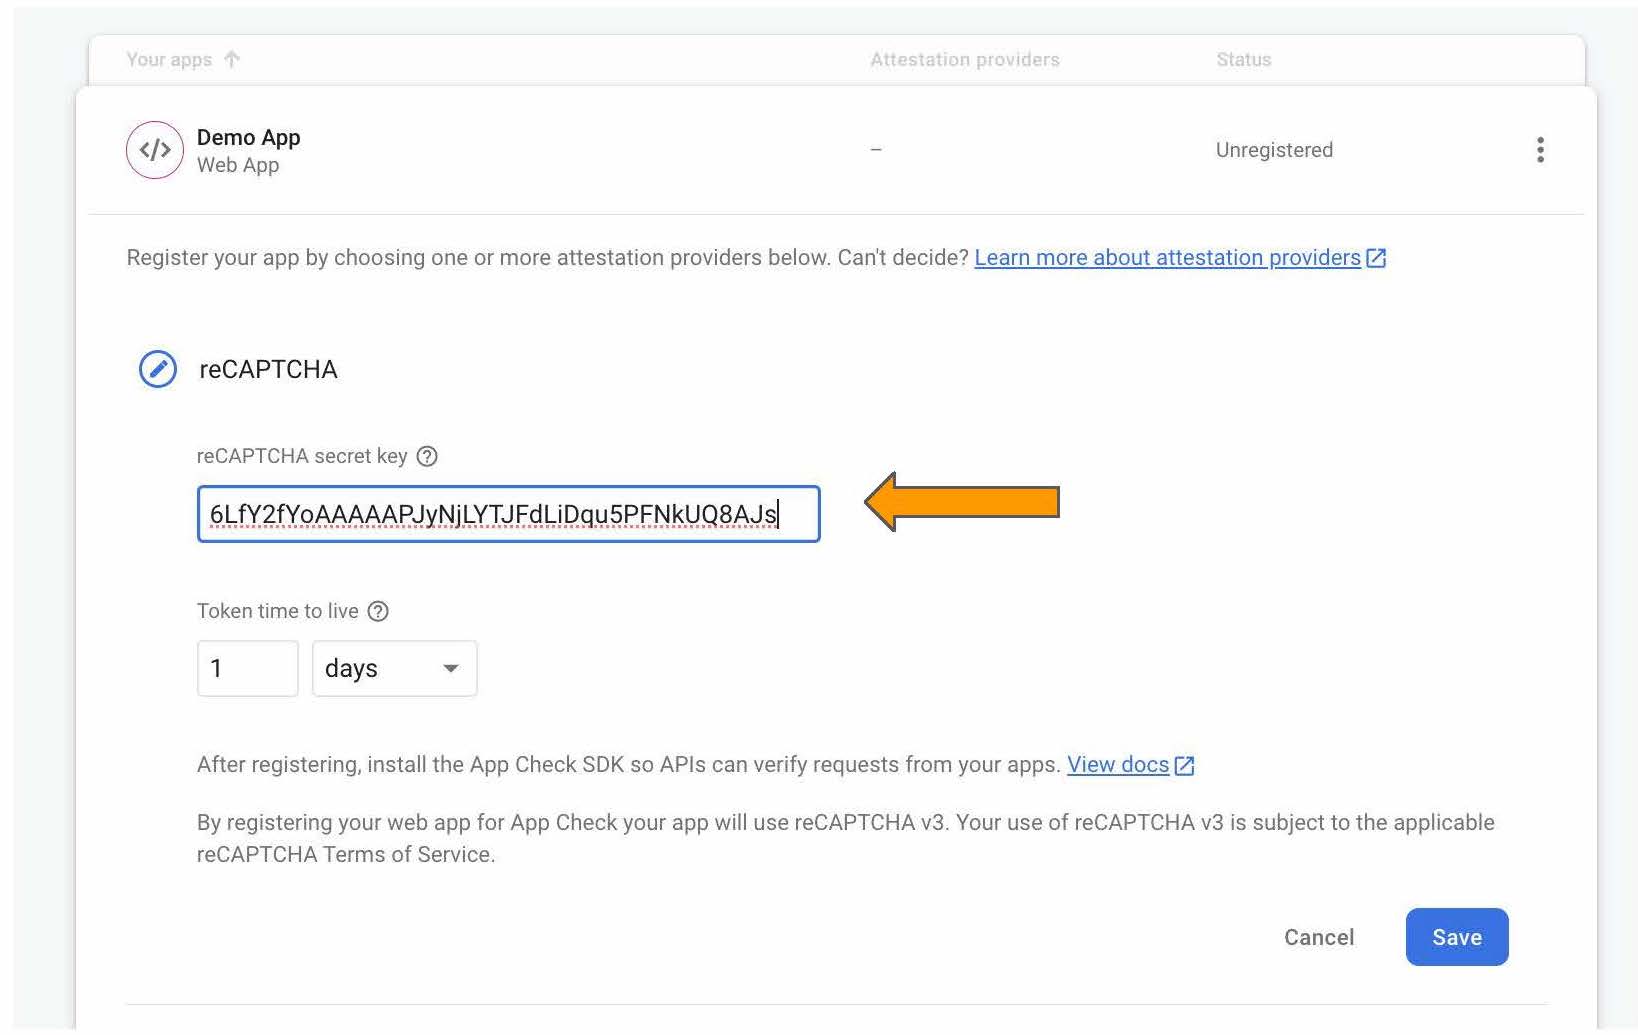 Your apps ↑ Attestation providers Status
Demo App
Web App – Unregistered
Register your app by choosing one or more attestation providers below. Can't decide? Learn more about attestation providers
reCAPTCHA
reCAPTCHA secret key
6LfY2fYoAAAAAPJyNjLYTJFdLiDqu5PFNkUQ8AJs
Token time to live
1 days
After registering, install the App Check SDK so APIs can verify requests from your apps. View docs
By registering your web app for App Check your app will use reCAPTCHA v3. Your use of reCAPTCHA v3 is subject to the applicable
reCAPTCHA Terms of Service.
Cancel Save